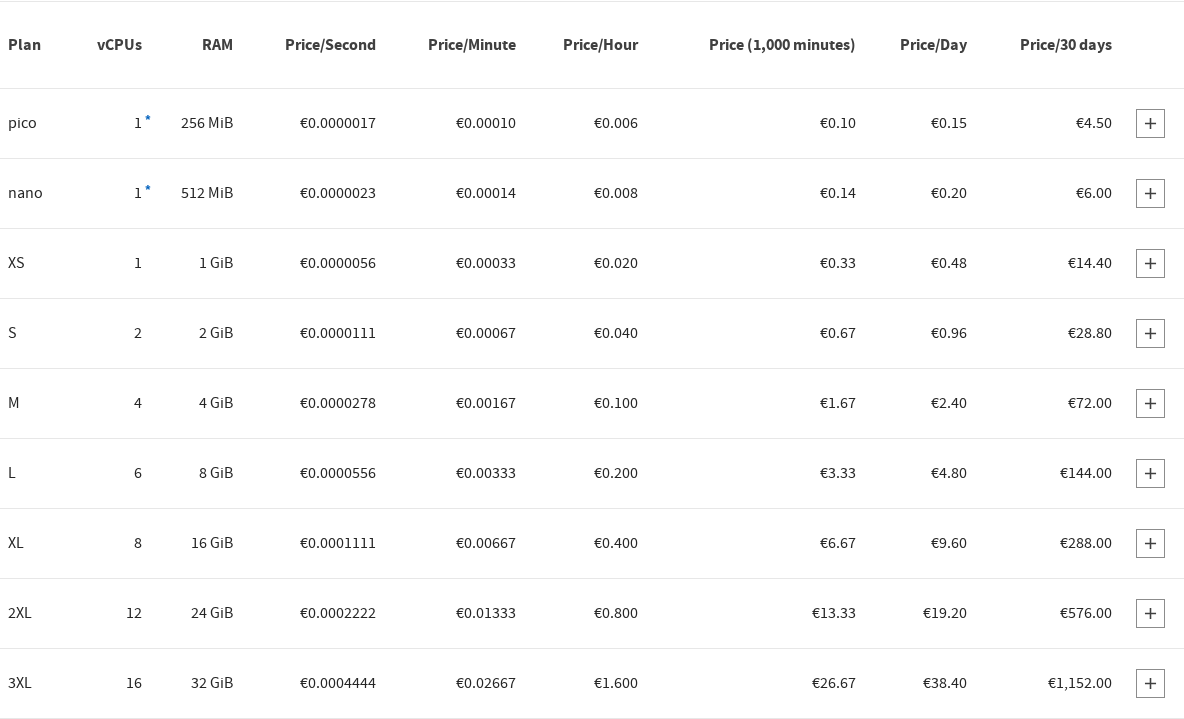 Plan vCPUs RAM Price/Second Price/Minute Price/Hour Price (1,000 minutes) Price/Day Price/30 days
pico 1 * 256 MiB €0.0000017 €0.00010 €0.006 €0.10 €0.15 €4.50 +
nano 1 * 512 MiB €0.0000023 €0.00014 €0.008 €0.14 €0.20 €6.00 +
XS 1 1 GiB €0.0000056 €0.00033 €0.020 €0.33 €0.48 €14.40 +
S 2 2 GiB €0.0000111 €0.00067 €0.040 €0.67 €0.96 €28.80 +
M 4 4 GiB €0.0000278 €0.00167 €0.100 €1.67 €2.40 €72.00 +
L 6 8 GiB €0.0000556 €0.00333 €0.200 €3.33 €4.80 €144.00 +
XL 8 16 GiB €0.0001111 €0.00667 €0.400 €6.67 €9.60 €288.00 +
2XL 12 24 GiB €0.0002222 €0.01333 €0.800 €13.33 €19.20 €576.00 +
3XL 16 32 GiB €0.0004444 €0.02667 €1.600 €26.67 €38.40 €1,152.00 +